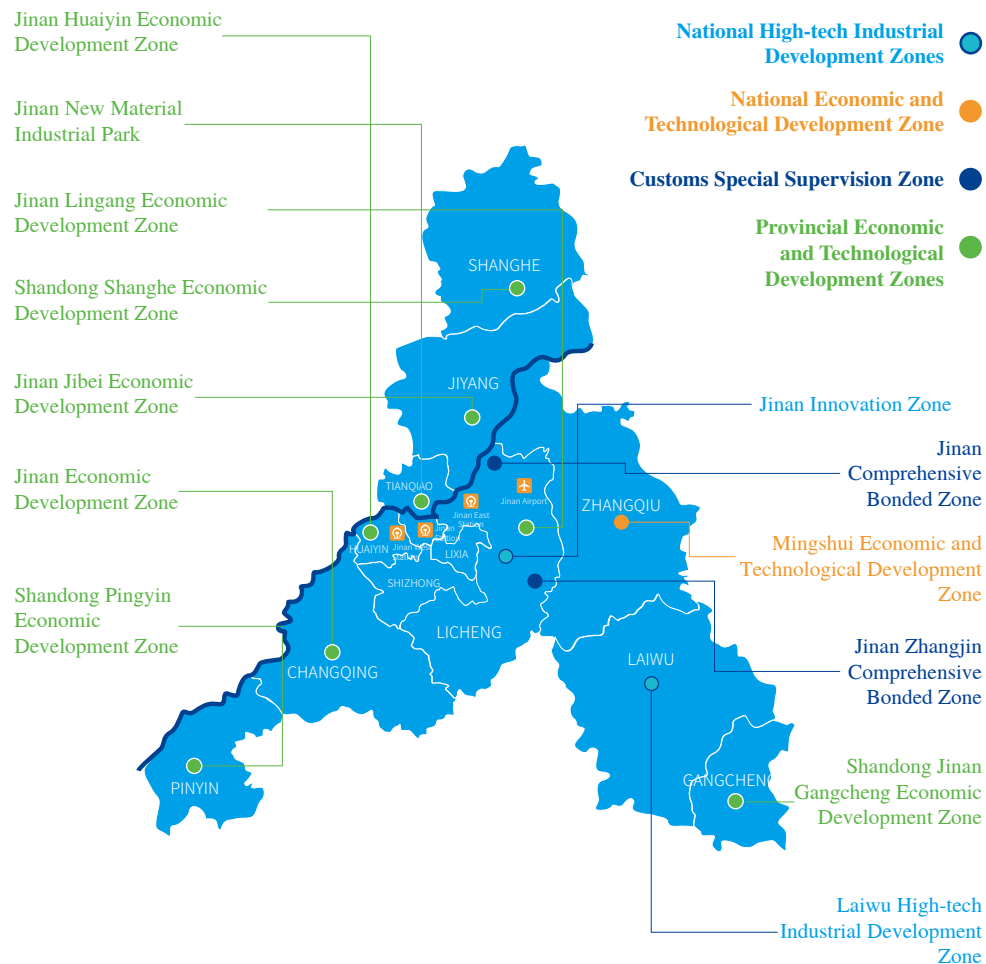 Jinan Huaiyin Economic
Development Zone
Jinan New Material
Industrial Park
Jinan Lingang Economic
Development Zone
Shandong Shanghe Economic
Development Zone
Jinan Jibei Economic
Development Zone
Jinan Economic
Development Zone
Shandong Pingyin
Economic
Development Zone
National High-tech Industrial
Development Zones
National Economic and
Technological Development Zone
Customs Special Supervision Zone
Provincial Economic
and Technological
Development Zones
SHANGHE
JIYANG
TIANQIAO
Jinan East
Station
Jinan Airport
ZHANGQIU
Jinan
Station
HUAIYIN
Jinan West
Station
LIXIA
SHIZHONG
LICHENG
CHANGQING
LAIWU
PINYIN
GANGCHENG
Jinan Innovation Zone
Jinan
Comprehensive
Bonded Zone
Mingshui Economic and
Technological Development
Zone
Jinan Zhangjin
Comprehensive
Bonded Zone
Shandong Jinan
Gangcheng Economic
Development Zone
Laiwu High-tech
Industrial Development
Zone